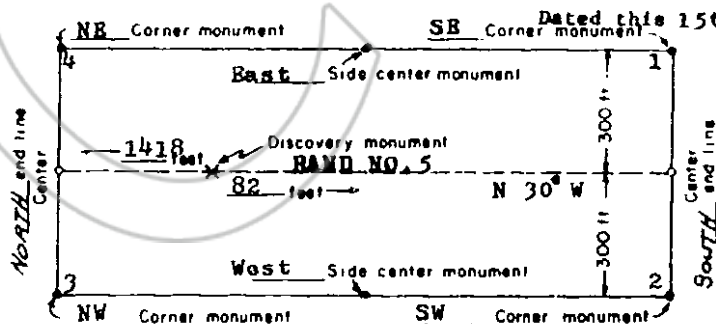 Dated this 15
NE Corner monument SE Corner monument
4 1
East Side center monument
300 ft
1418 feet Discovery monument
RAND NO. 5
NORTH end line Center
82 feet N 30° W
Center SOUTH end line
300 ft
West Side center monument
3 2
NW Corner monument SW Corner monument